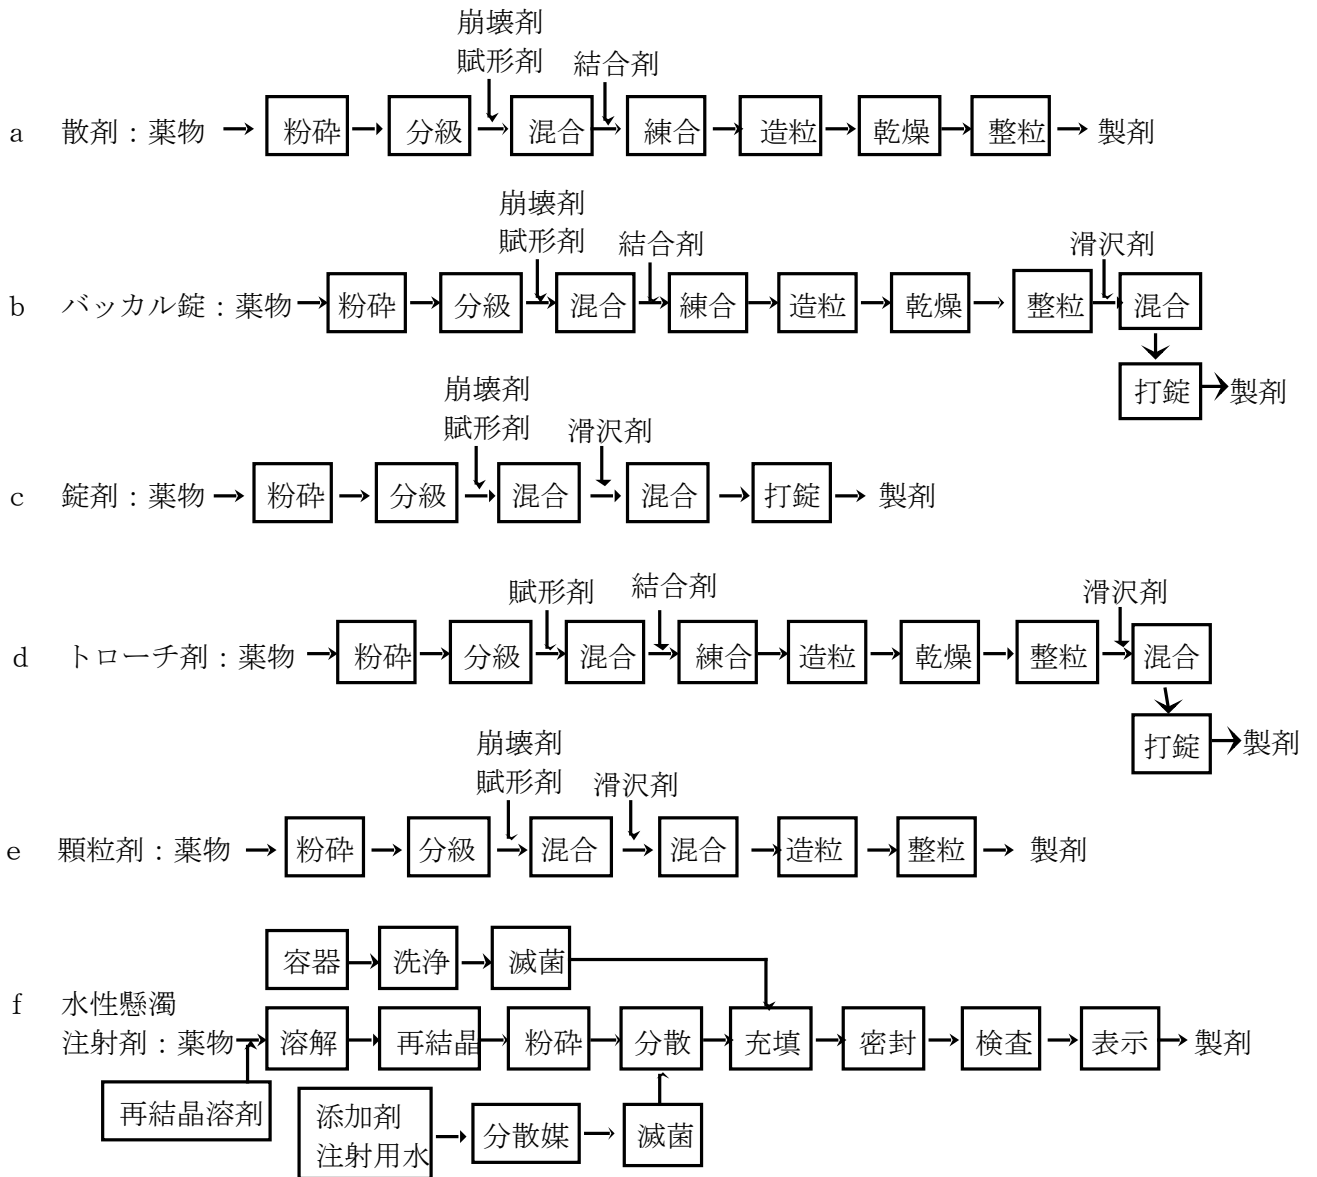 崩壊剤
賦形剤 結合剤
a 散剤:薬物 粉砕 分級 混合 練合 造粒 乾燥 整粒 製剤
崩壊剤
賦形剤 結合剤 滑沢剤
b バッカル錠:薬物 粉砕 分級 混合 練合 造粒 乾燥 整粒 混合
打錠 製剤
崩壊剤
賦形剤 滑沢剤
c 錠剤:薬物 粉砕 分級 混合 混合 打錠 製剤
賦形剤 結合剤 滑沢剤
d トローチ剤:薬物 粉砕 分級 混合 練合 造粒 乾燥 整粒 混合
打錠 製剤
崩壊剤
賦形剤 滑沢剤
e 顆粒剤:薬物 粉砕 分級 混合 混合 造粒 整粒 製剤
容器 洗浄 滅菌
f 水性懸濁
注射剤:薬物 溶解 再結晶 粉砕 分散 充填 密封 検査 表示 製剤
再結晶溶剤 添加剤 分散媒 滅菌
注射用水